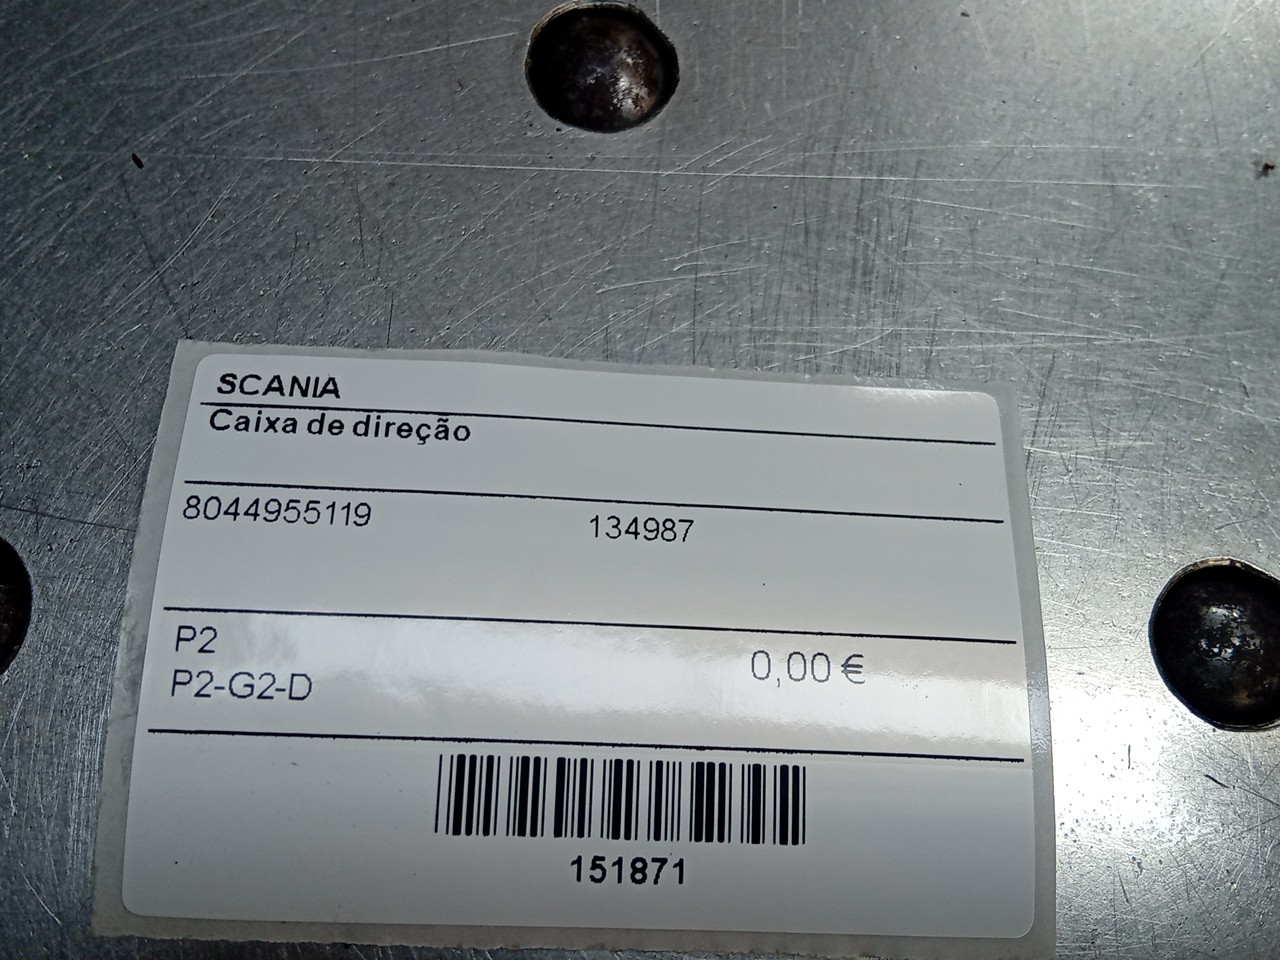 SCANIA
Caixa de direção
8044955119 134987
P2 0,00 €
P2-G2-D
151871